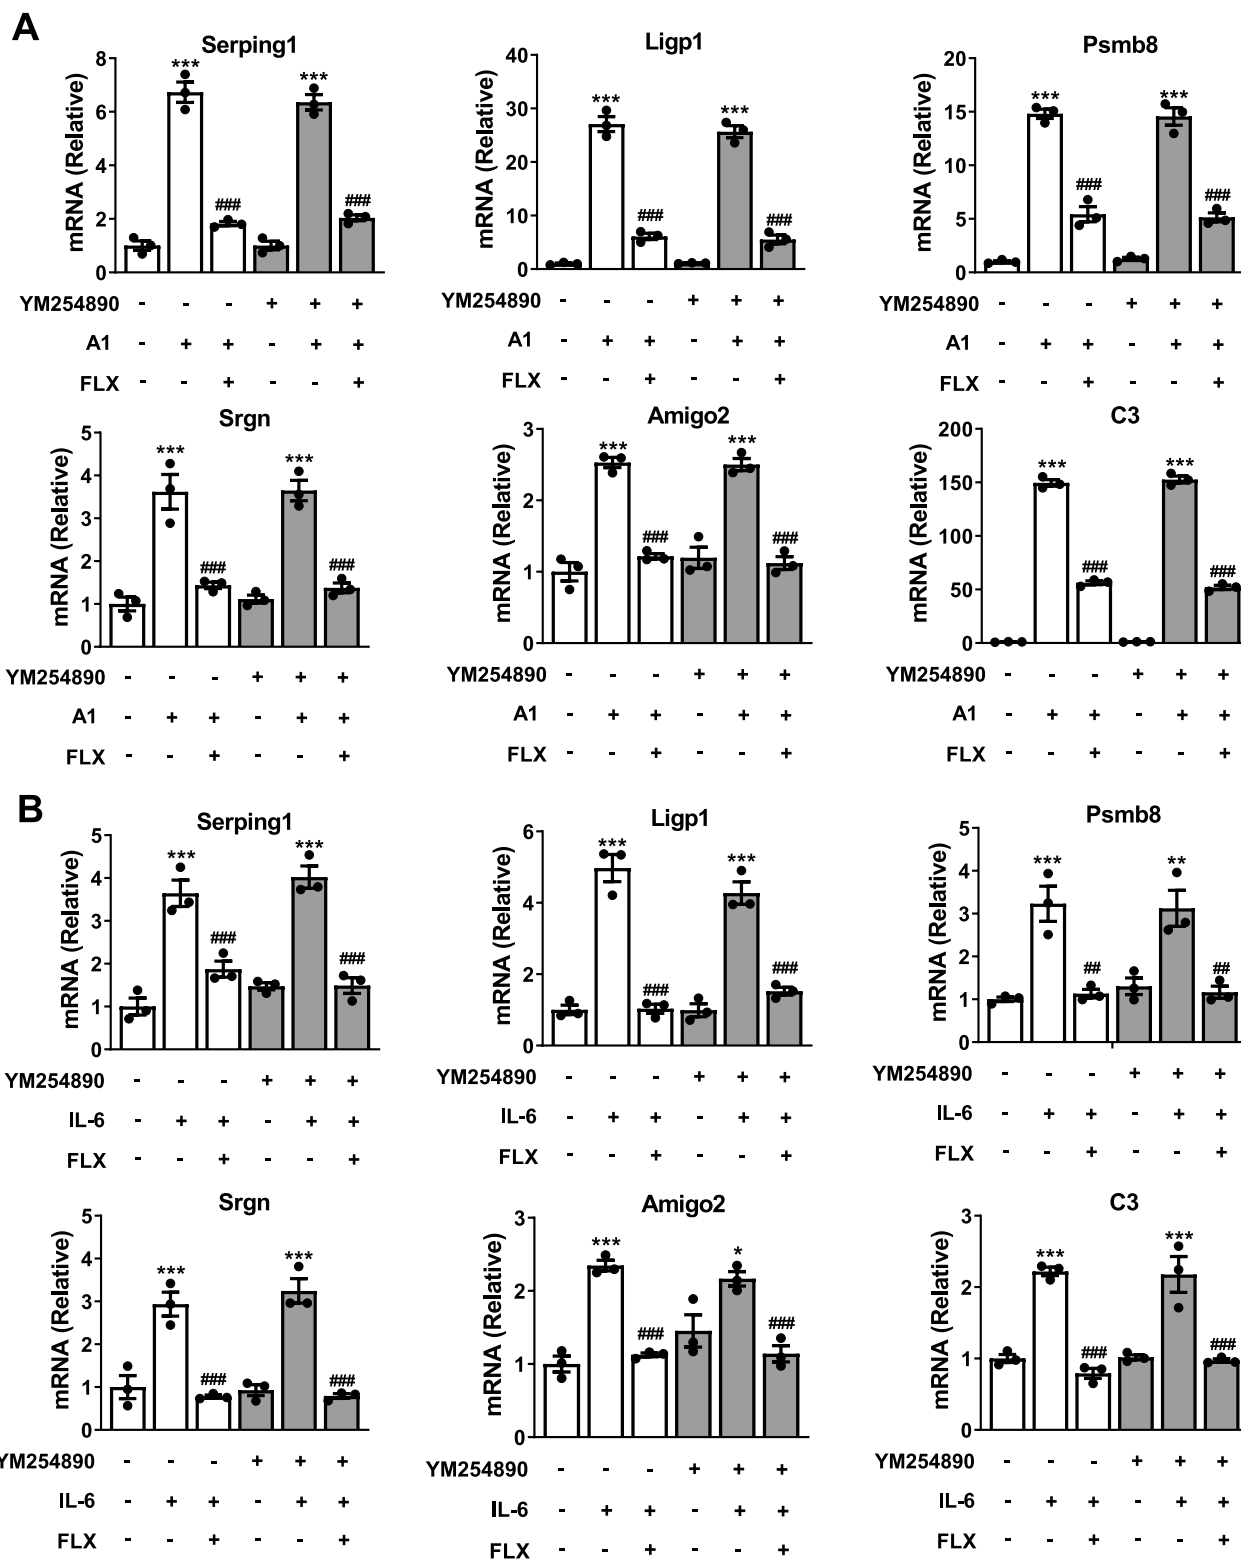 A
Serping1
mRNA (Relative)
8
6
4
2
0
*** ### *** ###
YM254890 - - - + + +
A1 - + + - + +
FLX - - + - - +
Ligp1
mRNA (Relative)
40
30
20
10
0
*** ### *** ###
YM254890 - - - + + +
A1 - + + - + +
FLX - - + - - +
Psmb8
mRNA (Relative)
20
15
10
5
0
*** ### *** ###
YM254890 - - - + + +
A1 - + + - + +
FLX - - + - - +
Srgn
mRNA (Relative)
5
4
3
2
1
0
*** ### *** ###
YM254890 - - - + + +
A1 - + + - + +
FLX - - + - - +
Amigo2
mRNA (Relative)
3
2
1
0
*** ### *** ###
YM254890 - - - + + +
A1 - + + - + +
FLX - - + - - +
C3
mRNA (Relative)
200
150
100
50
0
*** ### *** ###
YM254890 - - - + + +
A1 - + + - + +
FLX - - + - - +
B
Serping1
mRNA (Relative)
5
4
3
2
1
0
*** ### *** ###
YM254890 - - - + + +
IL-6 - + + - + +
FLX - - + - - +
Ligp1
mRNA (Relative)
6
4
2
0
*** ### *** ###
YM254890 - - - + + +
IL-6 - + + - + +
FLX - - + - - +
Psmb8
mRNA (Relative)
5
4
3
2
1
0
*** ## ** ##
YM254890 - - - + + +
IL-6 - + + - + +
FLX - - + - - +
Srgn
mRNA (Relative)
5
4
3
2
1
0
*** ### *** ###
YM254890 - - - + + +
IL-6 - + + - + +
FLX - - + - - +
Amigo2
mRNA (Relative)
3
2
1
0
*** ### * ###
YM254890 - - - + + +
IL-6 - + + - + +
FLX - - + - - +
C3
mRNA (Relative)
3
2
1
0
*** ### *** ###
YM254890 - - - + + +
IL-6 - + + - + +
FLX - - + - - +